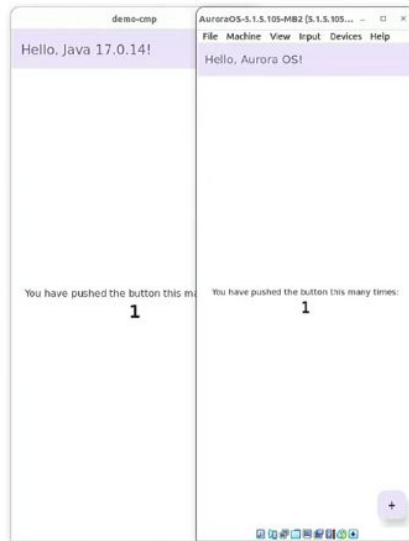 demo-cmp
Hello, Java 17.0.14!
You have pushed the button this ma
1
AuroraOS-5.1.5.105-MB2 [5.1.5.105...
File Machine View Input Devices Help
Hello, Aurora OS!
You have pushed the button this many times:
1
+